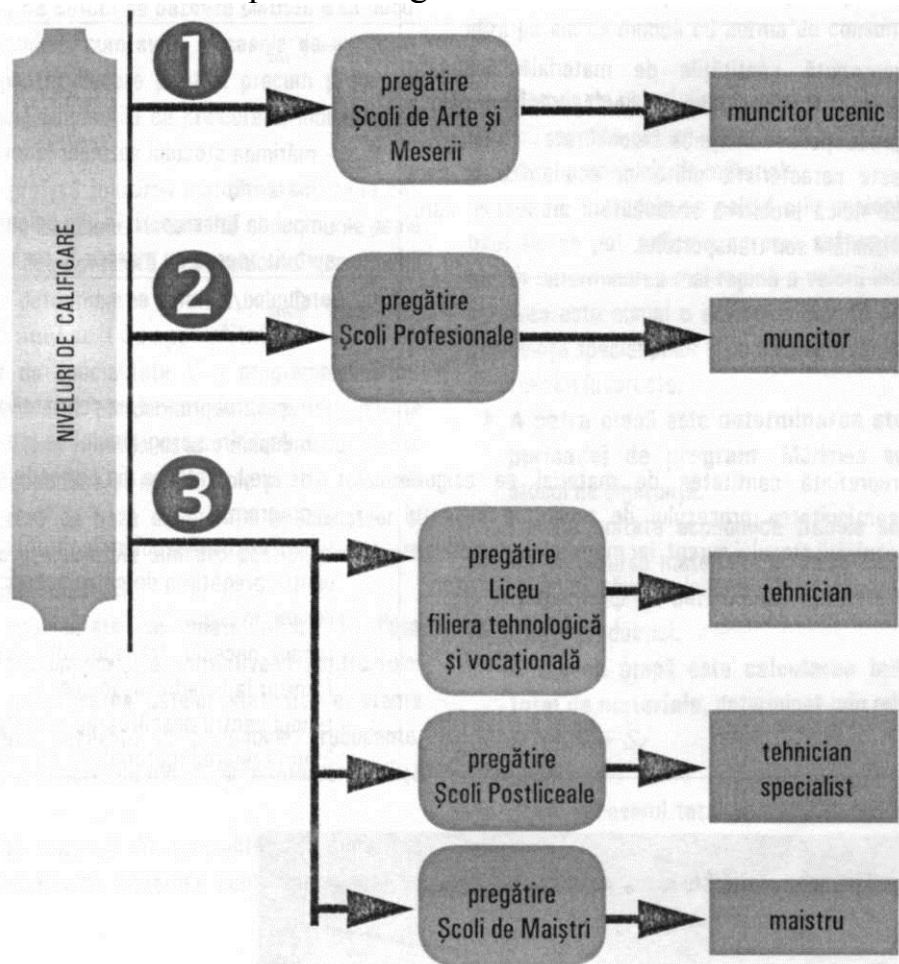 NIVELURI DE CALIFICARE
1
pregătire
Școli de Arte și
Meserii
muncitor ucenic
2
pregătire
Școli Profesionale
muncitor
3
pregătire
Liceu
filiera tehnologică
și vocațională
tehnician
pregătire
Școli Postliceale
tehnician
specialist
pregătire
Școli de Maiștri
maistru